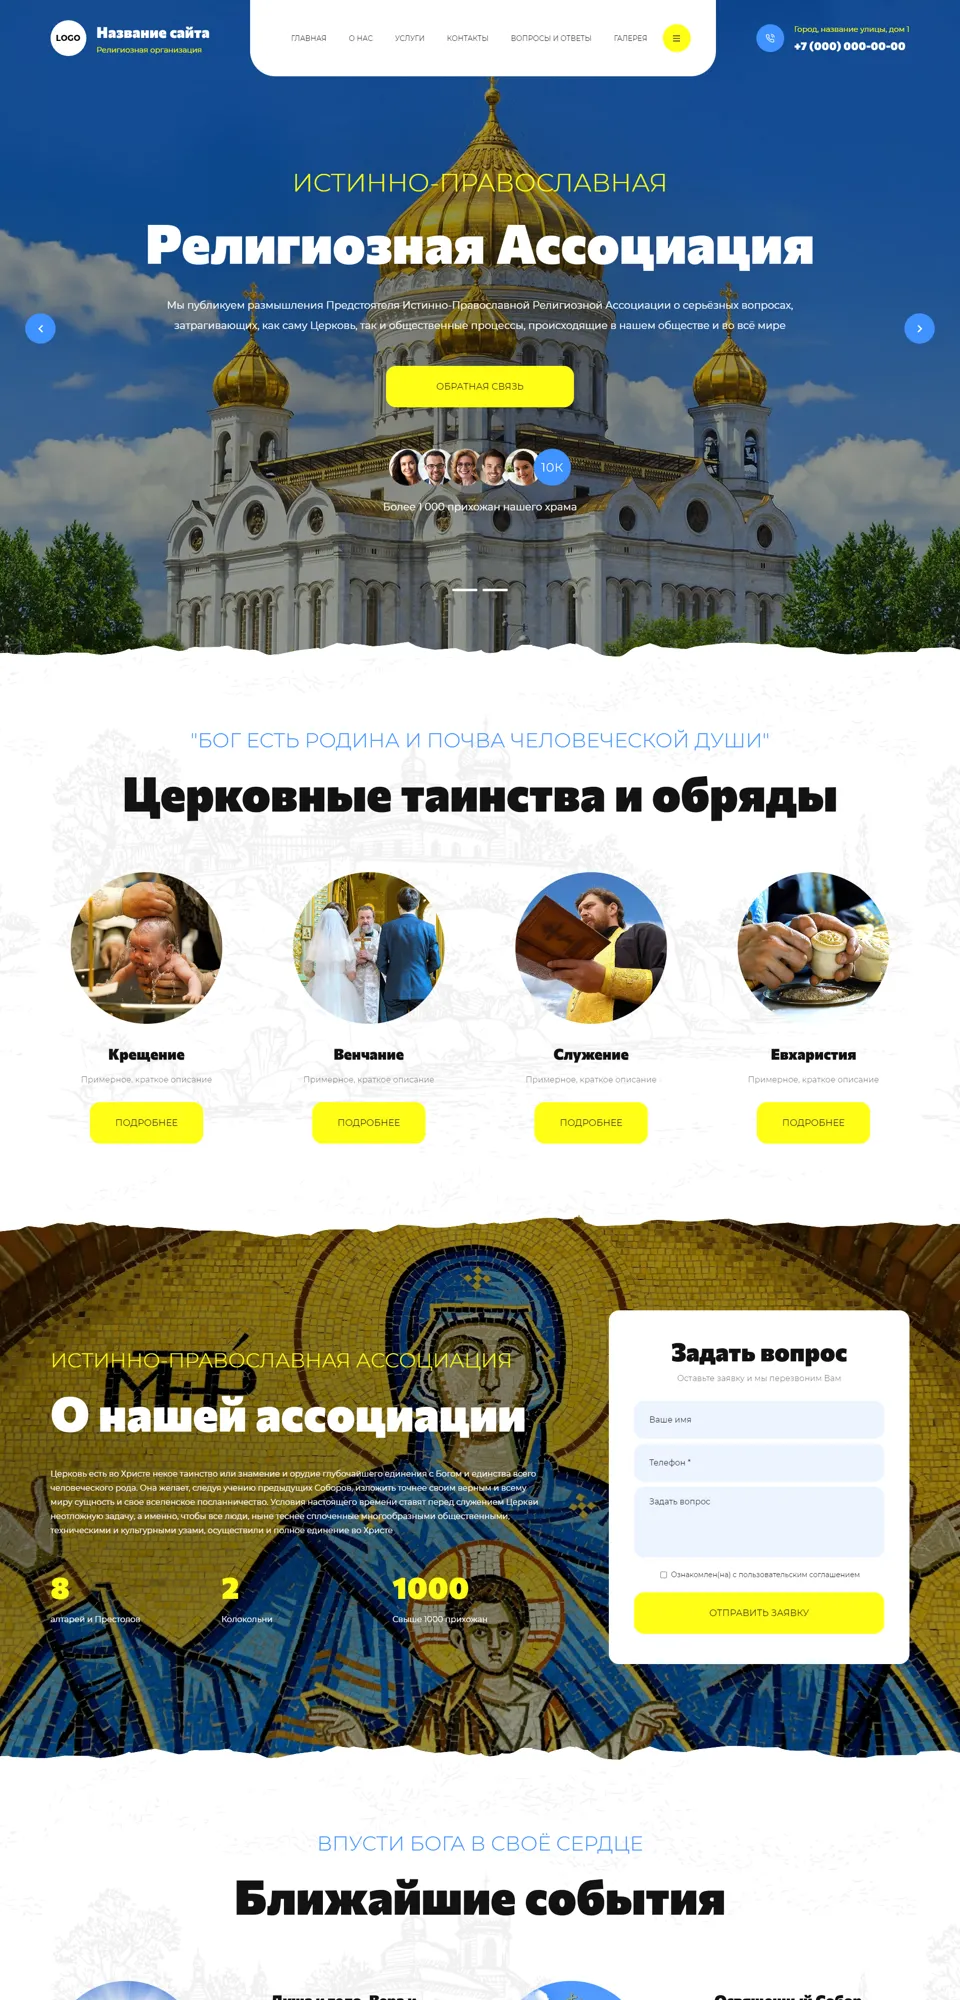 LOGO
Название сайта
Религиозная организация
ГЛАВНАЯ
О НАС
УСЛУГИ
КОНТАКТЫ
ВОПРОСЫ И ОТВЕТЫ
ГАЛЕРЕЯ
Город, название улицы, дом 1
+7 (000) 000-00-00
ИСТИННО-ПРАВОСЛАВНАЯ
Религиозная Ассоциация
Мы публикуем размышления Предстоятеля Истинно-Православной Религиозной Ассоциации о серьёзных вопросах,
затрагивающих, как саму Церковь, так и общественные процессы, происходящие в нашем обществе и во всё мире
ОБРАТНАЯ СВЯЗЬ
10K
Более 1 000 прихожан нашего храма
"БОГ ЕСТЬ РОДИНА И ПОЧВА ЧЕЛОВЕЧЕСКОЙ ДУШИ"
Церковные таинства и обряды
Крещение
Примерное, краткое описание
ПОДРОБНЕЕ
Венчание
Примерное, краткое описание
ПОДРОБНЕЕ
Служение
Примерное, краткое описание
ПОДРОБНЕЕ
Евхаристия
Примерное, краткое описание
ПОДРОБНЕЕ
ИСТИННО-ПРАВОСЛАВНАЯ АССОЦИАЦИЯ
О нашей ассоциации
Церковь есть во Христе некое таинство или знамение и орудие глубочайшего единения с Богом и единства всего
человеческого рода. Она желает, следуя учению предыдущих Соборов, изложить точнее своим верным и всему
миру сущность и свое вселенское посланничество. Условия настоящего времени ставят перед служением Церкви
неотложную задачу, а именно, чтобы все люди, ныне теснее сплоченные многообразными общественными,
техническими и культурными узами, осуществили и полное единение во Христе
8
алтарей и Престолов
2
Колокольни
1000
Свыше 1000 прихожан
Задать вопрос
Оставьте заявку и мы перезвоним Вам
Ваше имя
Телефон *
Задать вопрос
Ознакомлен(на) с пользовательским соглашением
ОТПРАВИТЬ ЗАЯВКУ
ВПУСТИ БОГА В СВОЁ СЕРДЦЕ
Ближайшие события